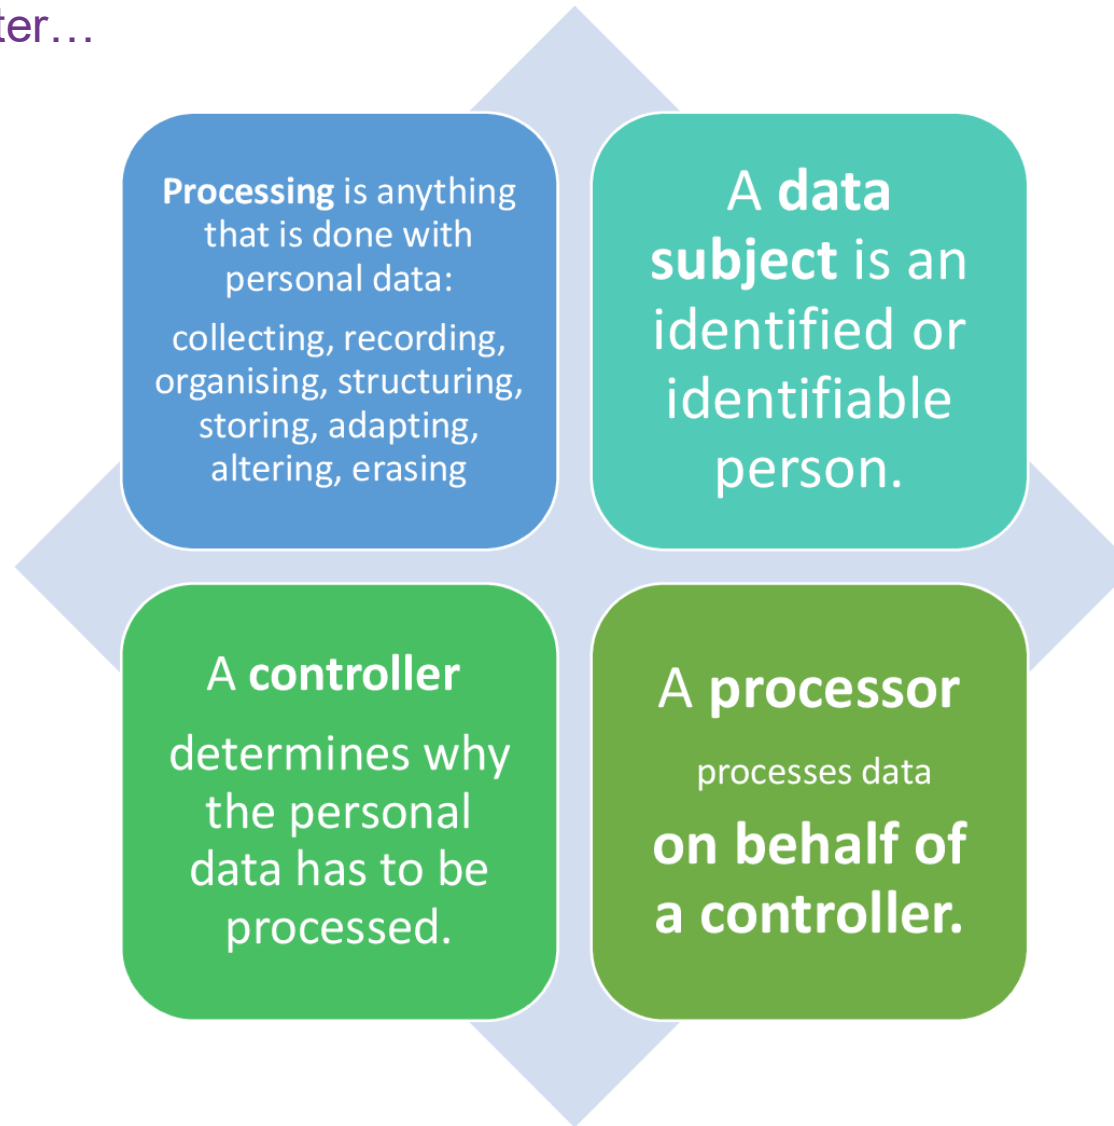 Processing is anything
that is done with
personal data:
collecting, recording,
organising, structuring,
storing, adapting,
altering, erasing
A data
subject is an
identified or
identifiable
person.
A controller
determines why
the personal
data has to be
processed.
A processor
processes data
on behalf of
a controller.